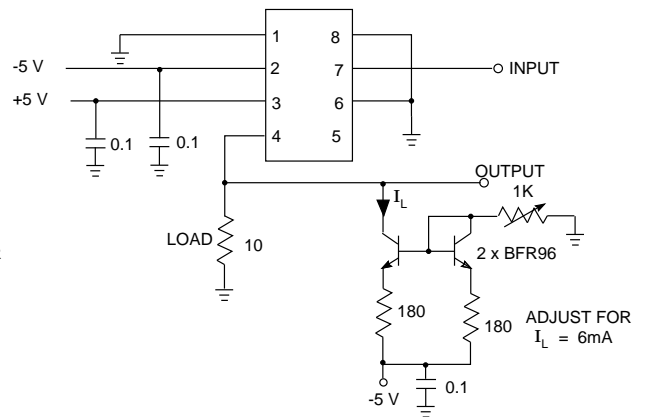 1 8
-5 V 2 7 INPUT
+5 V 3 6
0.1 0.1 4 5
OUTPUT
1K
I_L
LOAD 10
2 x BFR96
180 180
ADJUST FOR
I_L = 6mA
-5 V 0.1